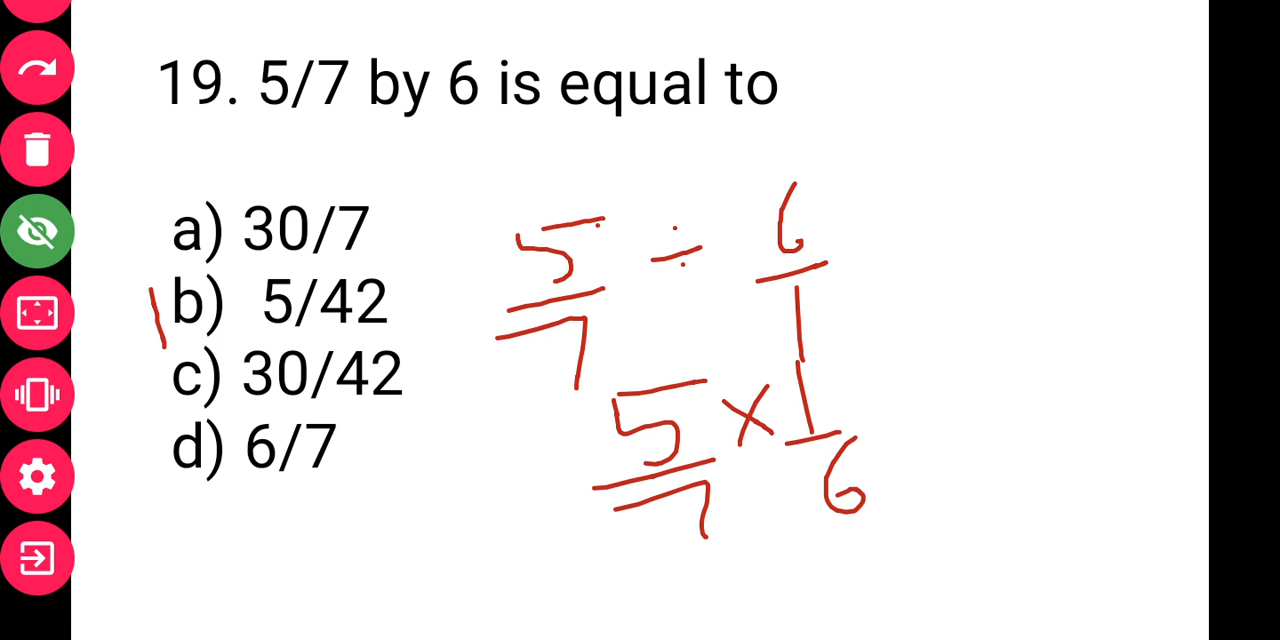 19. 5/7 by 6 is equal to
a) 30/7
b) 5/42
c) 30/42
d) 6/7
5/7 ÷ 6/1
5/7 × 1/6